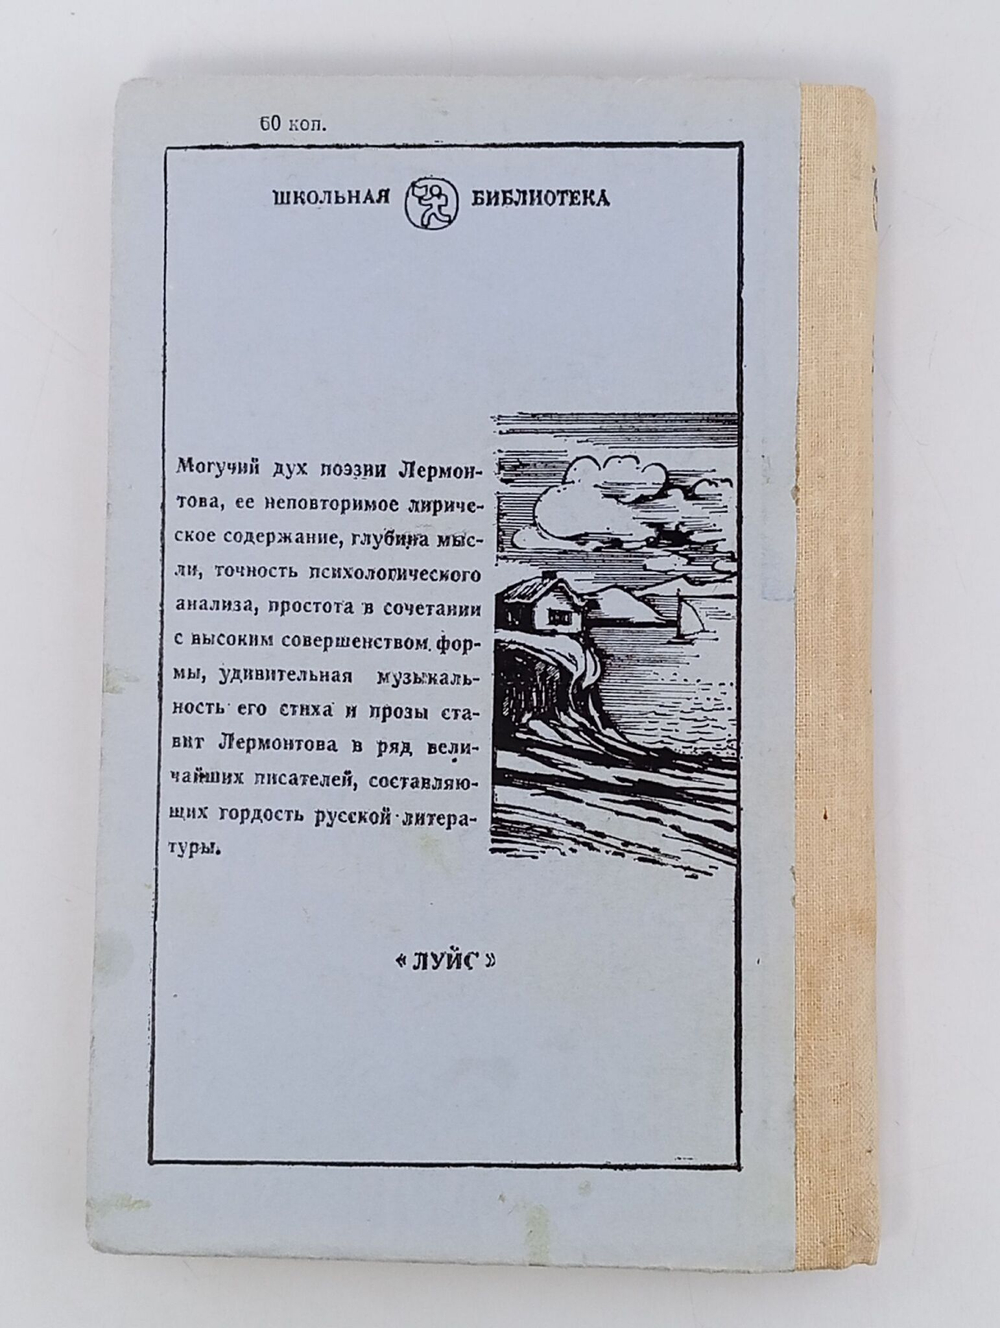 60 коп.
ШКОЛЬНАЯ БИБЛИОТЕКА
Могучий дух поэзии Лермон-
това, ее неповторимое лириче-
ское содержание, глубина мыс-
ли, точность психологического
анализа, простота в сочетании
с высоким совершенством фор-
мы, удивительная музыкаль-
ность его стиха и прозы ста-
вит Лермонтова в ряд вели-
чайших писателей, составляю-
щих гордость русской литера-
туры.
«ЛУЙС»